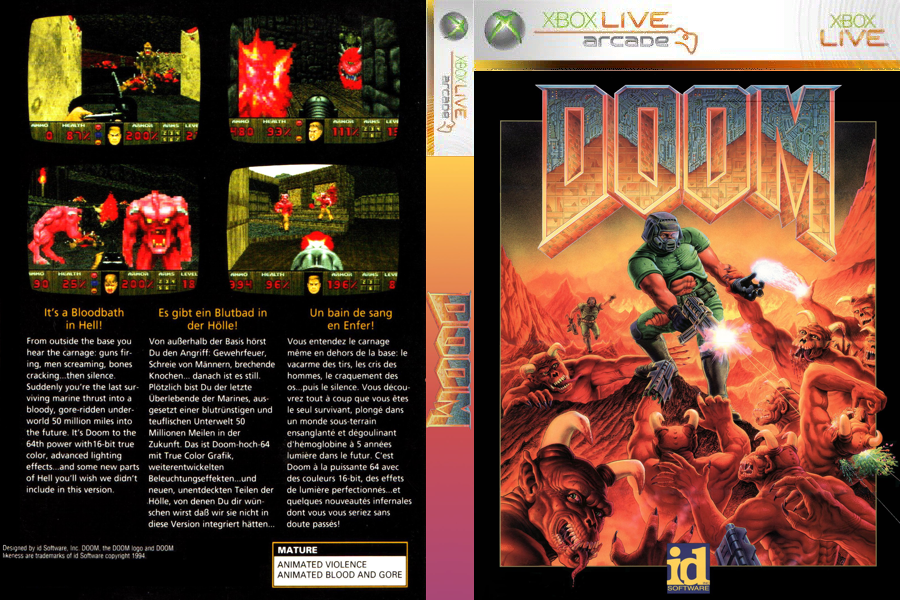 It's a Bloodbath
in Hell!
From outside the base you
hear the carnage: guns fir-
ing, men screaming, bones
cracking...then silence.
Suddenly you're the last sur-
viving marine thrust into a
bloody, gore-ridden under-
world 50 million miles into
the future. It's Doom to the
64th power with16-bit true
color, advanced lighting
effects...and some new parts
of Hell you'll wish we didn't
include in this version.
Es gibt ein Blutbad in
der Hölle!
Von außerhalb der Basis hörst
Du den Angriff: Gewehrfeuer,
Schreie von Männern, brechende
Knochen... danach ist es still.
Plötzlich bist Du der letzte
Überlebende der Marines, aus-
gesetzt einer blutrünstigen und
teuflischen Unterwelt 50
Millionen Meilen in der
Zukunft. Das ist Doom-hoch-64
mit True Color Grafik,
weiterentwickelten
Beleuchtungseffekten...und
neuen, unentdeckten Teilen der
Hölle, von denen Du dir wün-
schen wirst daß wir sie nicht in
diese Version integriert hätten...
Un bain de sang
en Enfer!
Vous entendez le carnage
même en dehors de la base: le
vacarme des tirs, les cris des
hommes, le craquement des
os...puis le silence. Vous décou-
vrez tout à coup que vous êtes
le seul survivant, plongé dans
un monde sous-terrain
ensanglanté et dégoulinant
d'hémoglobine à 5 années
lumière dans le futur. C'est
Doom à la puissante 64 avec
des couleurs 16-bit, des effets
de lumière perfectionnés...et
quelques nouveautés infernales
dont vous vous seriez sans
doute passés!
Designed by id Software, Inc. DOOM, the DOOM logo and DOOM
likeness are trademarks of id Software copyright 1994.
MATURE
ANIMATED VIOLENCE
ANIMATED BLOOD AND GORE
XBOX LIVE
arcade
DOOM
XBOX LIVE
arcade
XBOX
LIVE
DOOM
id
SOFTWARE